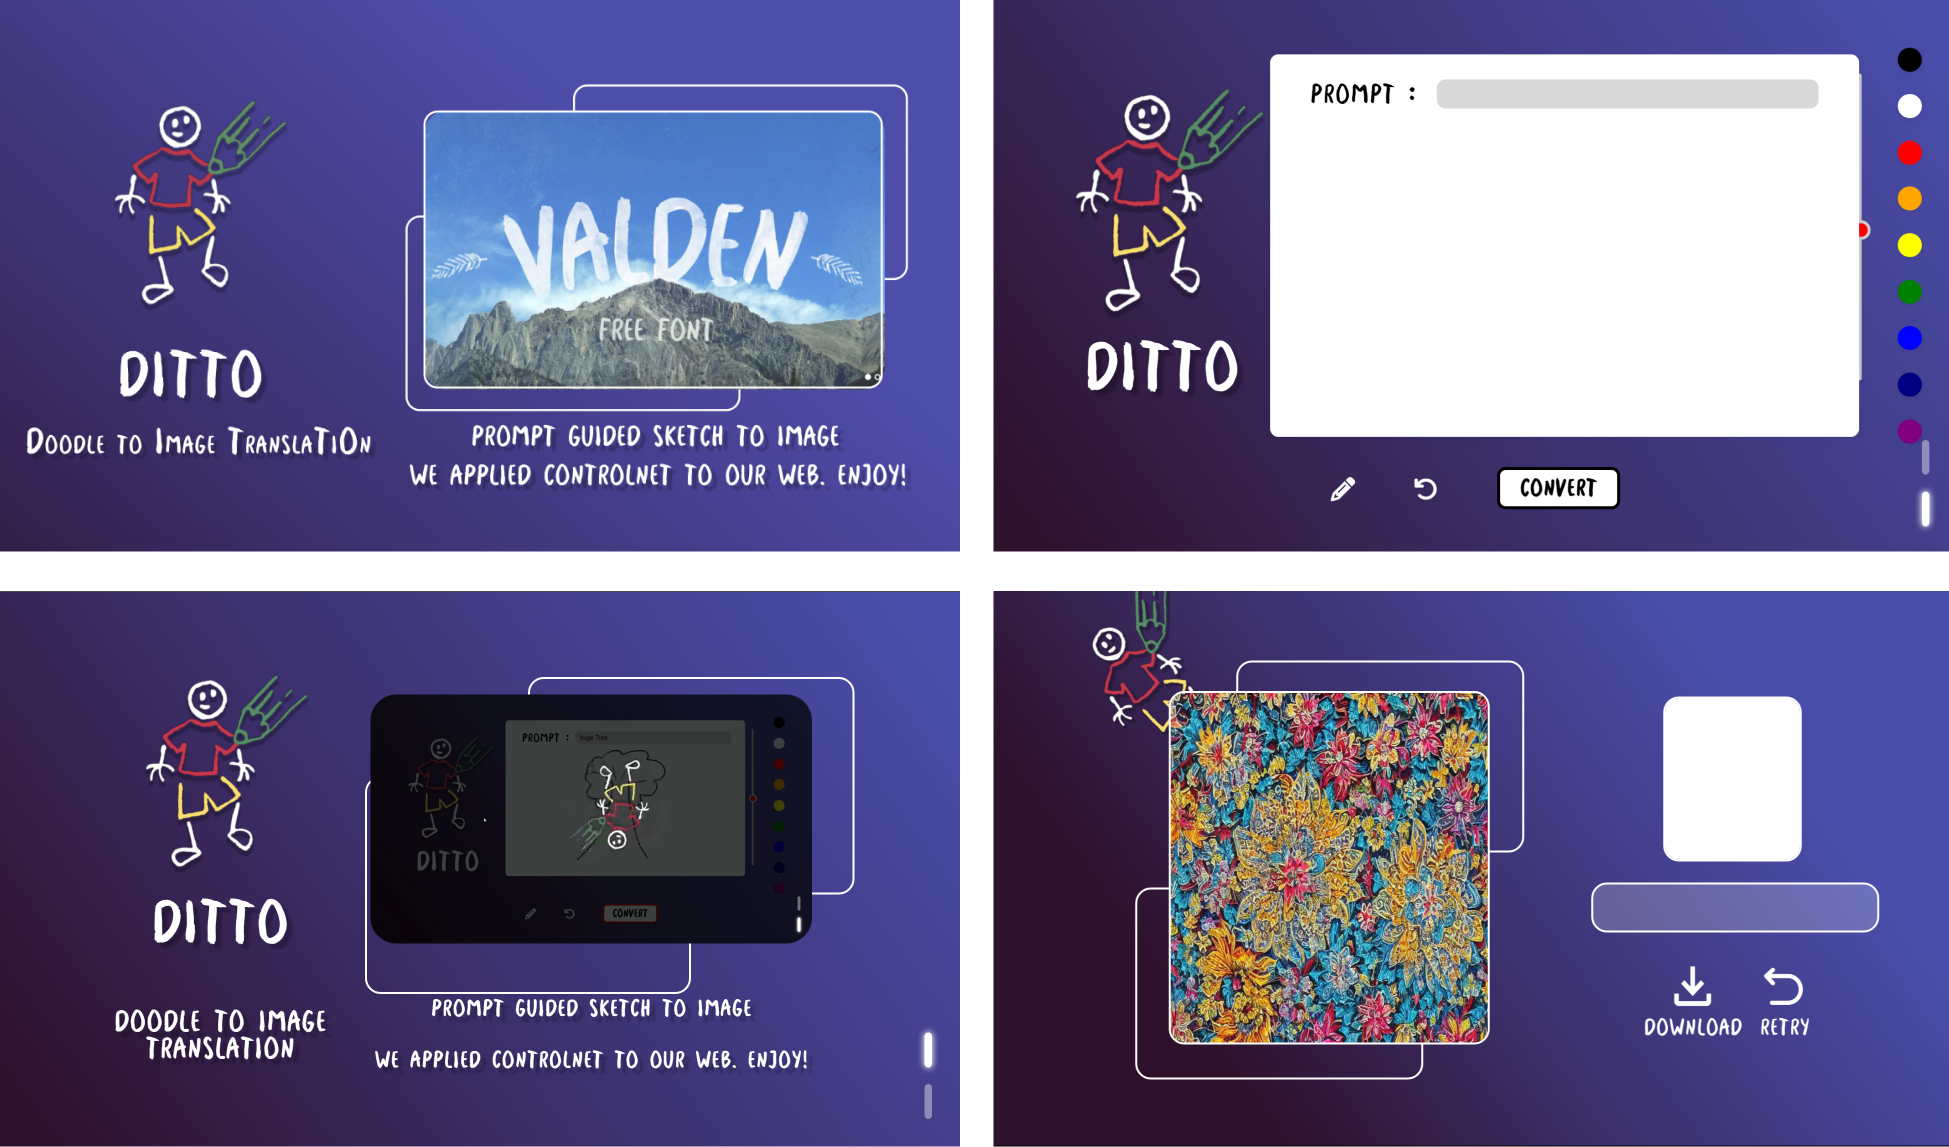 DITTO
DOODLE TO IMAGE TRANSLATION
VALDEN
FREE FONT
PROMPT GUIDED SKETCH TO IMAGE
WE APPLIED CONTROLNET TO OUR WEB. ENJOY!
DITTO
PROMPT :
CONVERT
DITTO
DOODLE TO IMAGE
TRANSLATION
PROMPT : Huge Tree
DITTO
CONVERT
PROMPT GUIDED SKETCH TO IMAGE
WE APPLIED CONTROLNET TO OUR WEB. ENJOY!
DOWNLOAD RETRY